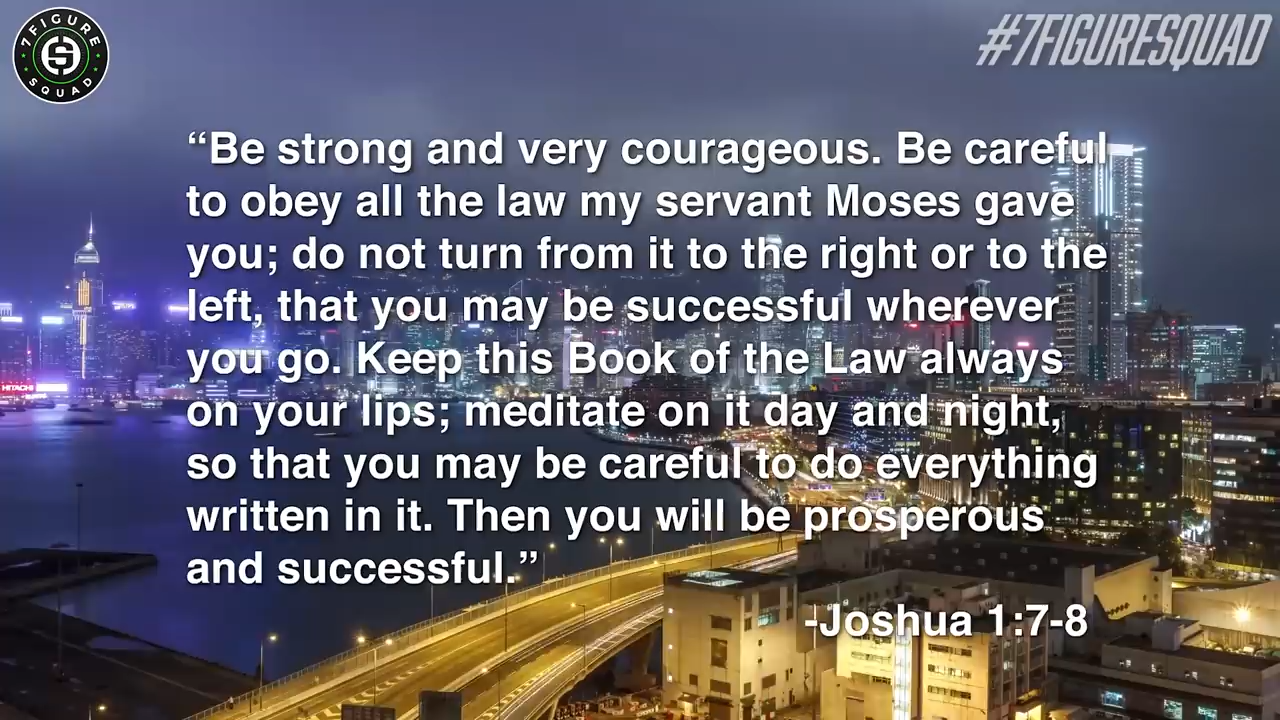 7FIGURE
SQUAD
#7FIGURESQUAD
“Be strong and very courageous. Be careful
to obey all the law my servant Moses gave
you; do not turn from it to the right or to the
left, that you may be successful wherever
you go. Keep this Book of the Law always
on your lips; meditate on it day and night,
so that you may be careful to do everything
written in it. Then you will be prosperous
and successful.”
-Joshua 1:7-8
HITACHI